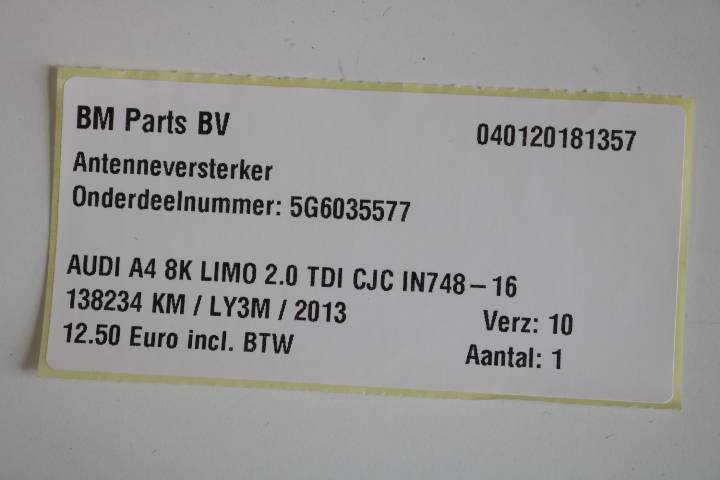 BM Parts BV 040120181357
Antenneversterker
Onderdeelnummer: 5G6035577
AUDI A4 8K LIMO 2.0 TDI CJC IN748-16
138234 KM / LY3M / 2013 Verz: 10
12.50 Euro incl. BTW Aantal: 1